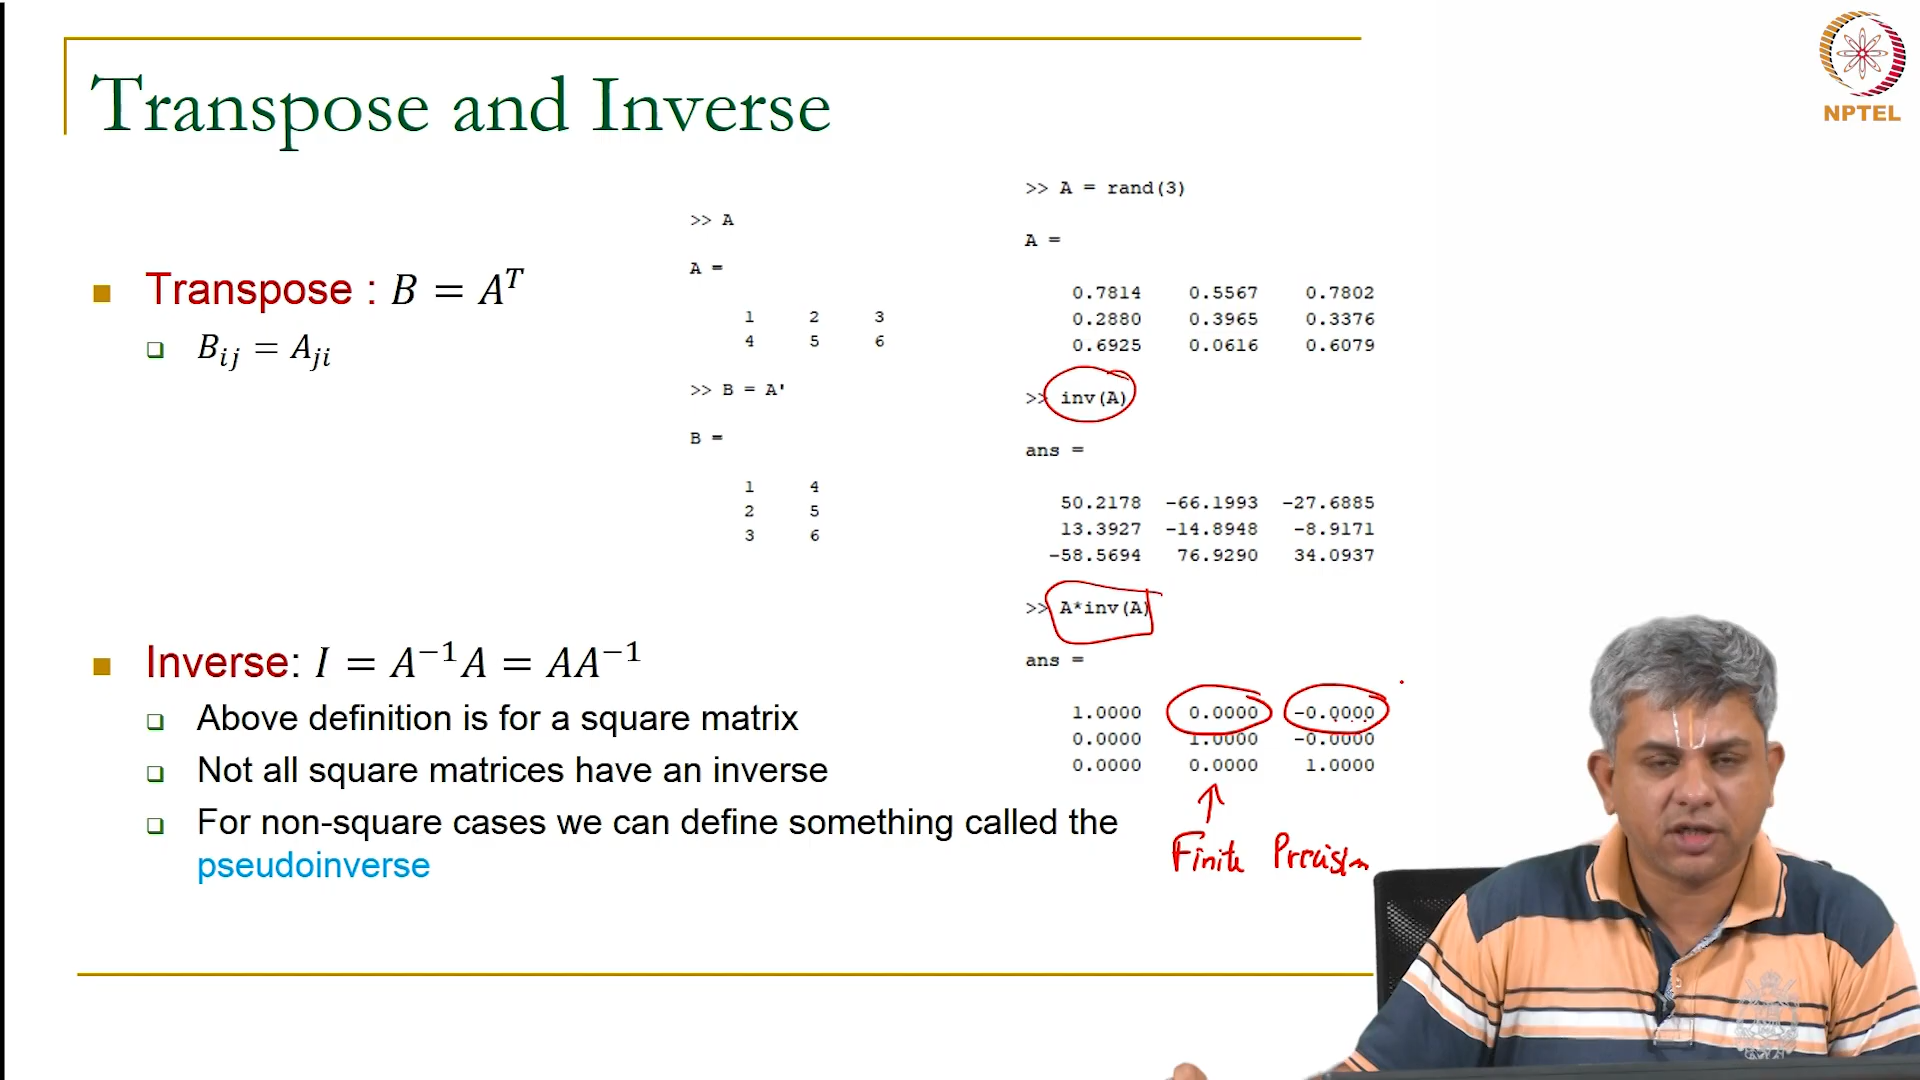 Transpose and Inverse
NPTEL
Transpose : B = Aᵀ
Bᵢⱼ = Aⱼᵢ
>> A
A =
1 2 3
4 5 6
>> B = A'
B =
1 4
2 5
3 6
>> A = rand(3)
A =
0.7814 0.5567 0.7802
0.2880 0.3965 0.3376
0.6925 0.0616 0.6079
>> inv(A)
ans =
50.2178 -66.1993 -27.6885
13.3927 -14.8948 -8.9171
-58.5694 76.9290 34.0937
>> A*inv(A)
ans =
1.0000 0.0000 -0.0000
0.0000 1.0000 -0.0000
0.0000 0.0000 1.0000
Finite Precision
Inverse: I = A⁻¹A = AA⁻¹
Above definition is for a square matrix
Not all square matrices have an inverse
For non-square cases we can define something called the
pseudoinverse